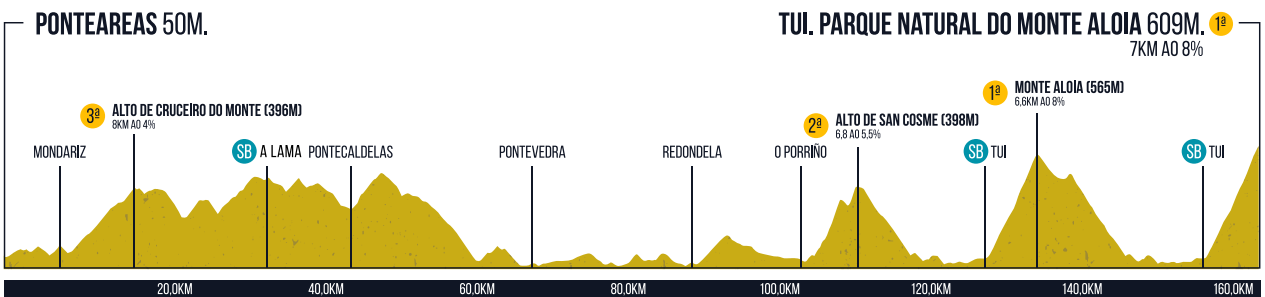 PONTEAREAS 50M.
TUI. PARQUE NATURAL DO MONTE ALOIA 609M. 1ª
7KM AO 8%
3ª ALTO DE CRUCEIRO DO MONTE (396M)
8KM AO 4%
1ª MONTE ALOÍA (565M)
6,6KM AO 8%
2ª ALTO DE SAN COSME (398M)
6,8 AO 5,5%
MONDARIZ
SB A LAMA
PONTECALDELAS
PONTEVEDRA
REDONDELA
O PORRIÑO
SB TUI
SB TUI
20,0KM 40,0KM 60,0KM 80,0KM 100,0KM 120,0KM 140,0KM 160,0KM